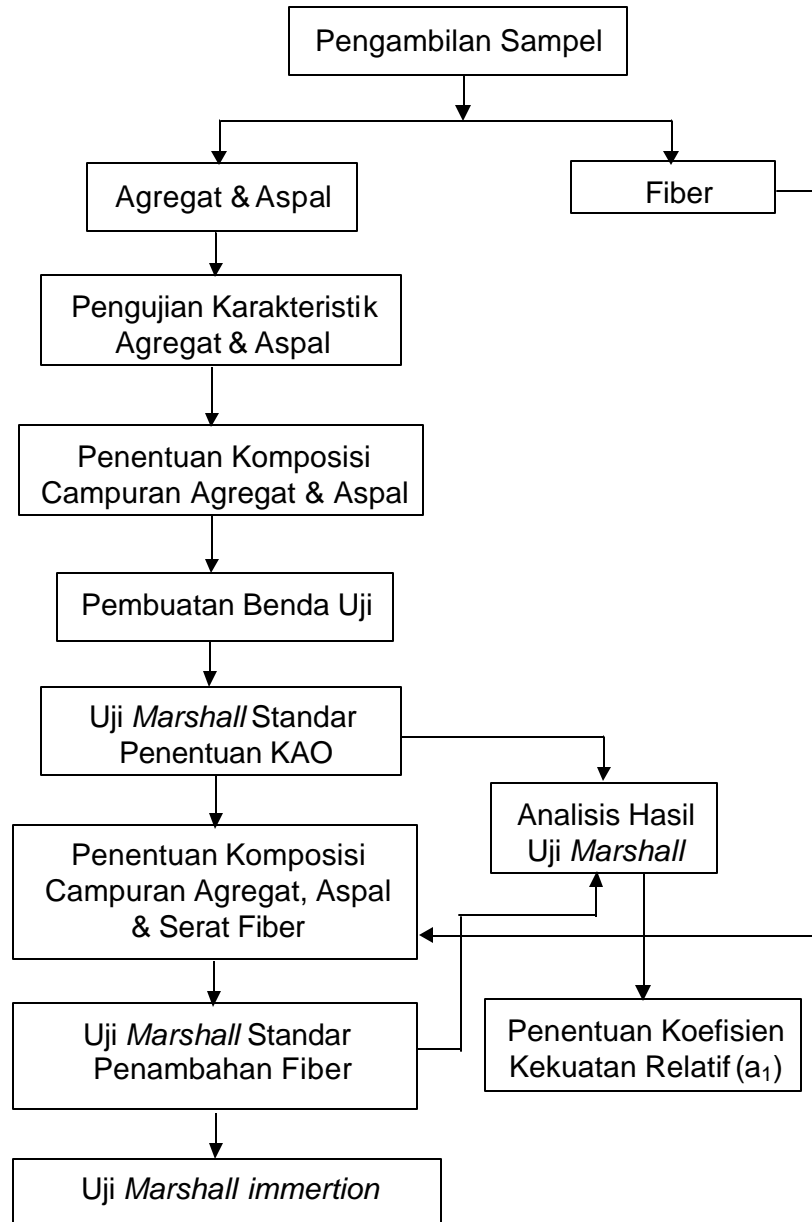 Pengambilan Sampel
Agregat & Aspal
Fiber
Pengujian Karakteristik
Agregat & Aspal
Penentuan Komposisi
Campuran Agregat & Aspal
Pembuatan Benda Uji
Uji Marshall Standar
Penentuan KAO
Analisis Hasil
Uji Marshall
Penentuan Komposisi
Campuran Agregat, Aspal
& Serat Fiber
Uji Marshall Standar
Penambahan Fiber
Penentuan Koefisien
Kekuatan Relatif (a₁)
Uji Marshall immertion